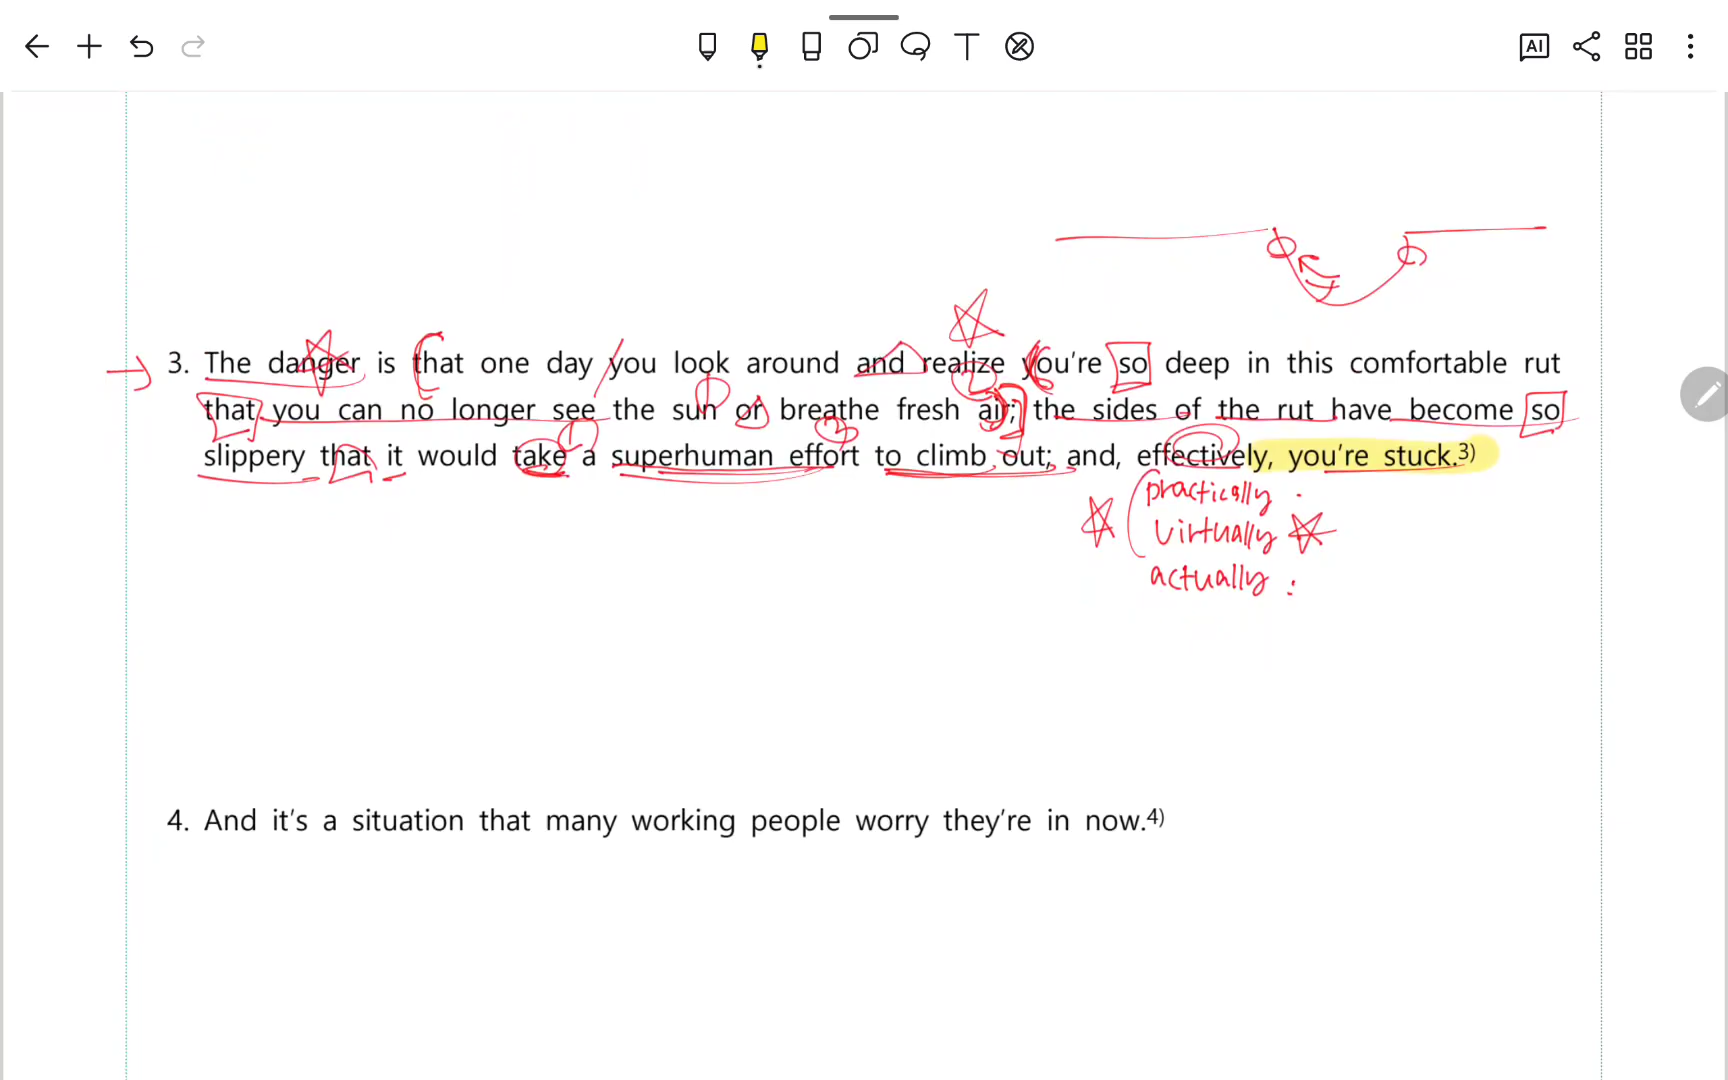 AI
T
3. The danger is that one day you look around and realize you're so deep in this comfortable rut
that you can no longer see the sun or breathe fresh air; the sides of the rut have become so
slippery that it would take a superhuman effort to climb out; and, effectively, you're stuck.3)
practically
virtually
actually
4. And it's a situation that many working people worry they're in now.4)